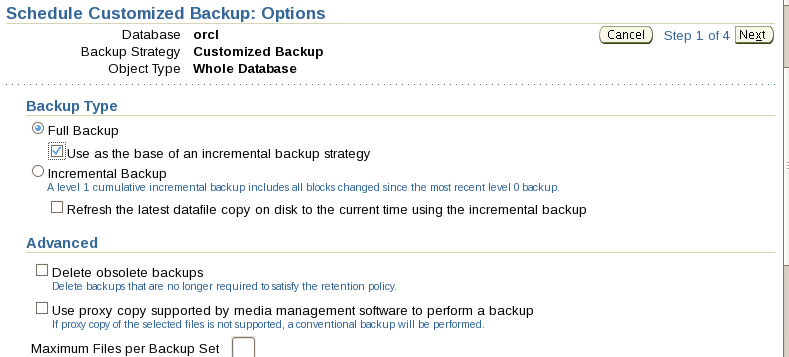 Schedule Customized Backup: Options
Database orcl
Cancel Step 1 of 4 Next
Backup Strategy Customized Backup
Object Type Whole Database
Backup Type
Full Backup
Use as the base of an incremental backup strategy
Incremental Backup
A level 1 cumulative incremental backup includes all blocks changed since the most recent level 0 backup.
Refresh the latest datafile copy on disk to the current time using the incremental backup
Advanced
Delete obsolete backups
Delete backups that are no longer required to satisfy the retention policy.
Use proxy copy supported by media management software to perform a backup
If proxy copy of the selected files is not supported, a conventional backup will be performed.
Maximum Files per Backup Set